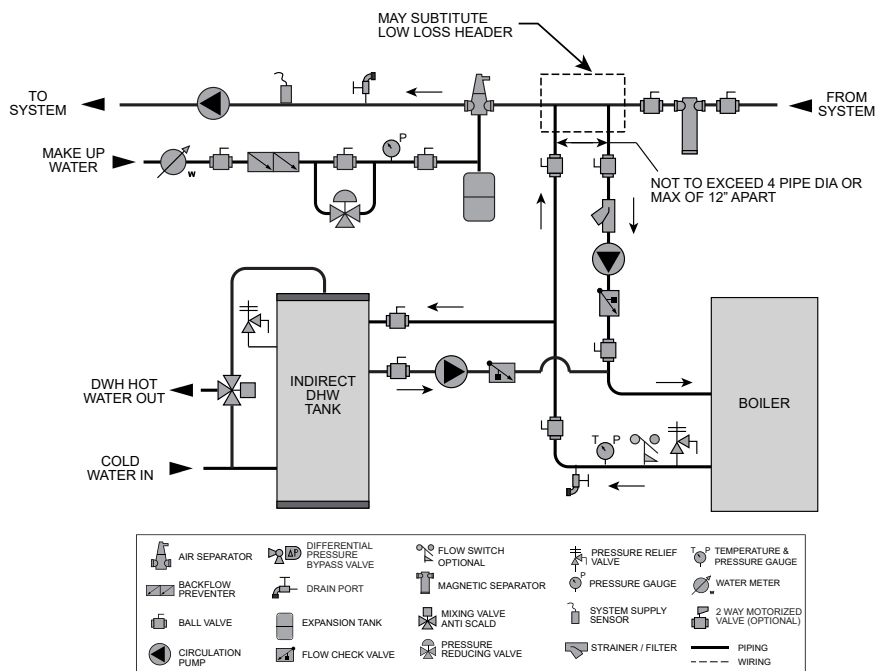 MAY SUBTITUTE
LOW LOSS HEADER
TO
SYSTEM
FROM
SYSTEM
MAKE UP
WATER
W
P
NOT TO EXCEED 4 PIPE DIA OR
MAX OF 12" APART
INDIRECT
DHW
TANK
DWH HOT
WATER OUT
COLD
WATER IN
BOILER
T P
AIR SEPARATOR
BACKFLOW
PREVENTER
BALL VALVE
CIRCULATION
PUMP
ΔP
DIFFERENTIAL
PRESSURE
BYPASS VALVE
DRAIN PORT
EXPANSION TANK
FLOW CHECK VALVE
FLOW SWITCH
OPTIONAL
MAGNETIC SEPARATOR
MIXING VALVE
ANTI SCALD
PRESSURE
REDUCING VALVE
PRESSURE RELIEF
VALVE
P
PRESSURE GAUGE
SYSTEM SUPPLY
SENSOR
STRAINER / FILTER
T P
TEMPERATURE &
PRESSURE GAUGE
W
WATER METER
2 WAY MOTORIZED
VALVE (OPTIONAL)
PIPING
WIRING